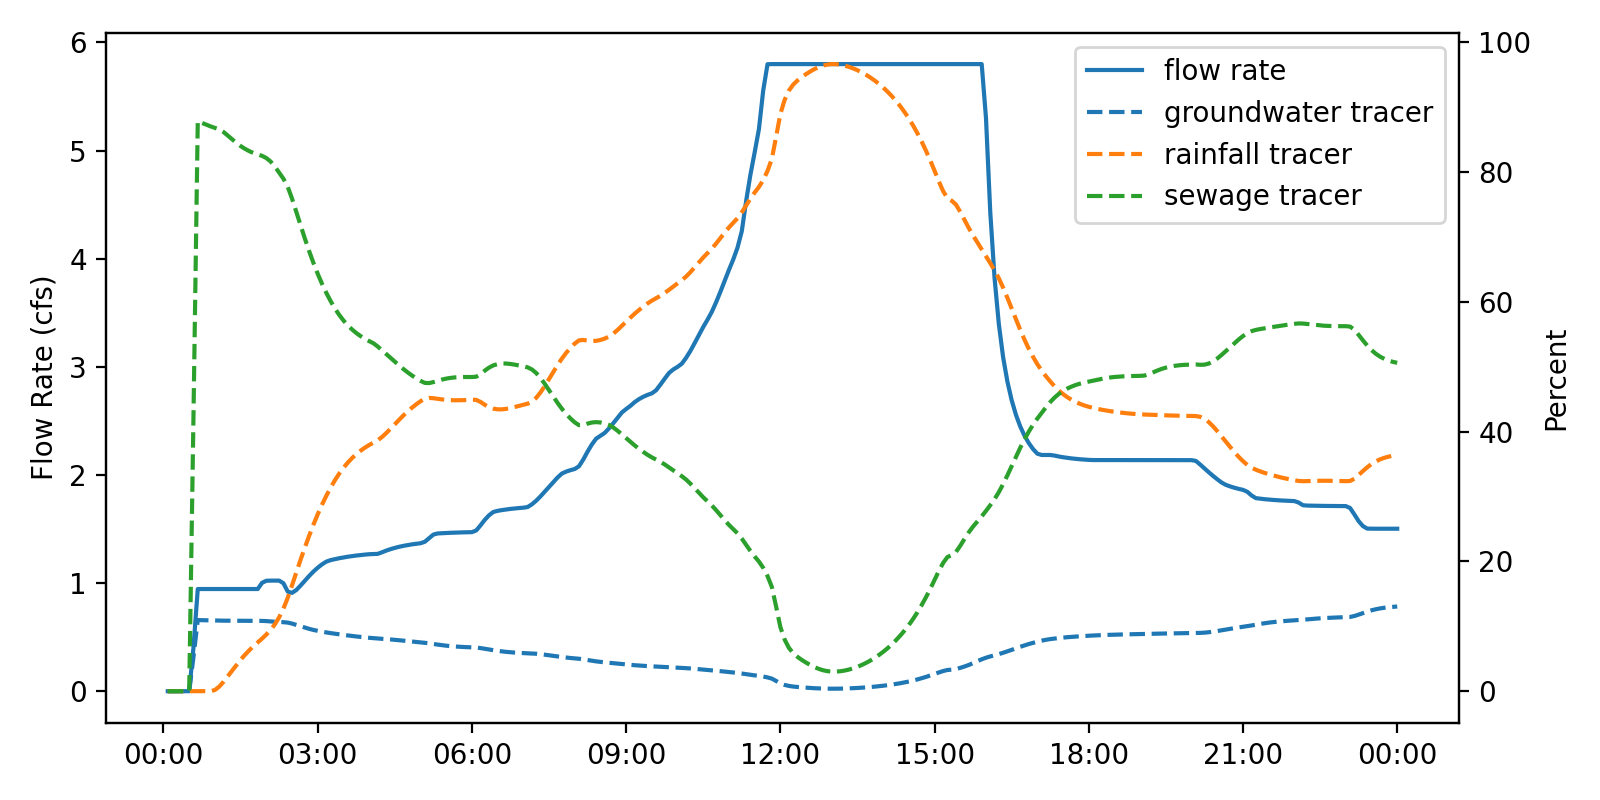 6
5
4
3
2
1
0
Flow Rate (cfs)
100
80
60
40
20
0
Percent
flow rate
groundwater tracer
rainfall tracer
sewage tracer
00:00 03:00 06:00 09:00 12:00 15:00 18:00 21:00 00:00